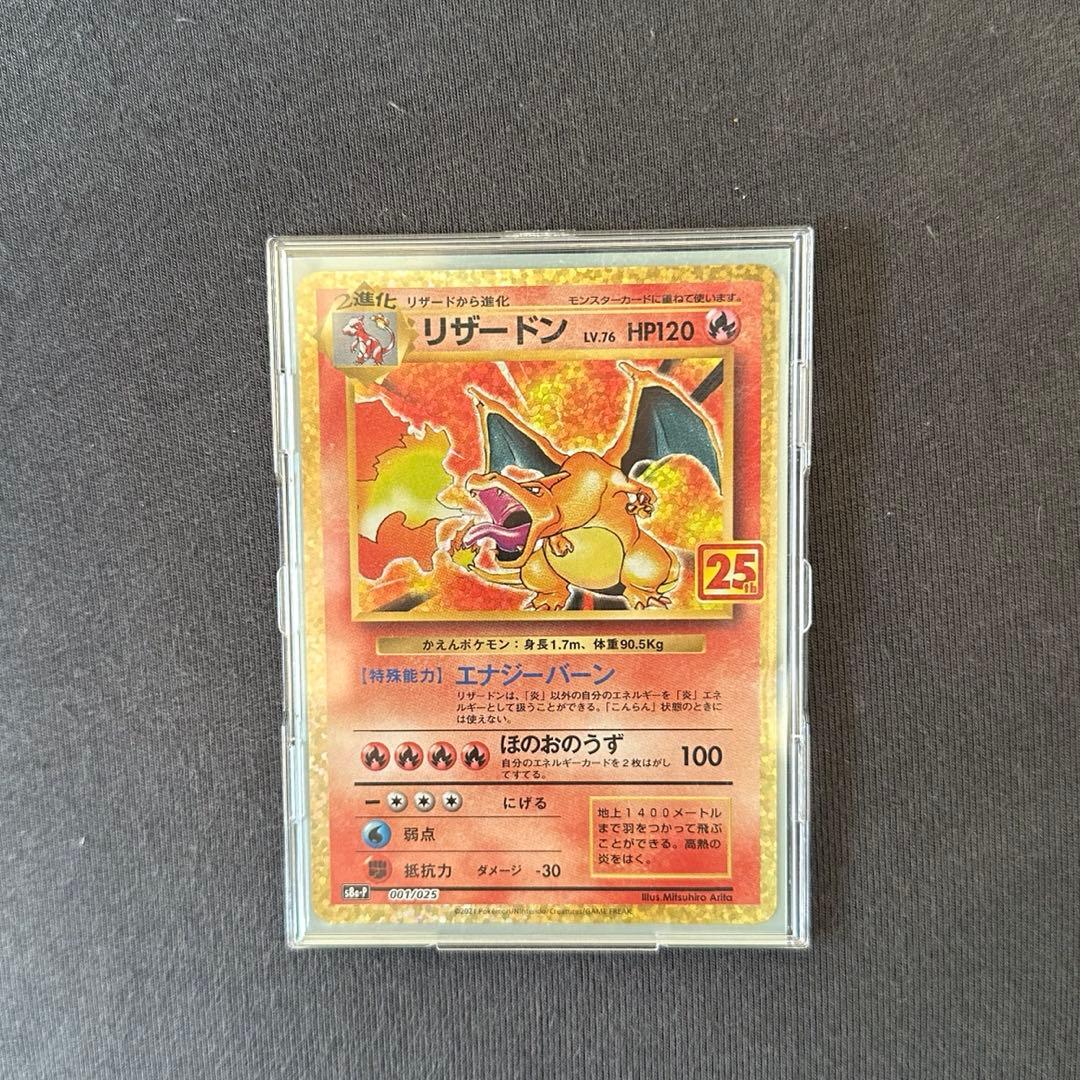 2進化 リザードから進化 モンスターカードに重ねて使います。
リザードン LV.76 HP120
25th
かえんポケモン：身長1.7m、体重90.5Kg
【特殊能力】 エナジーバーン
リザードンは、「炎」以外の自分のエネルギーを「炎」エネ
ルギーとして扱うことができる。「こんらん」状態のときに
は使えない。
ほのおのうず 100
自分のエネルギーカードを２枚はがし
てすてる。
にげる
弱点
抵抗力 ダメージ -30
地上１４００メートル
まで羽をつかって飛ぶ
ことができる。高熱の
炎をはく。
s8a-P 001/025
Illus.Mitsuhiro Arita
©2021 Pokémon/Nintendo/Creatures/GAME FREAK.